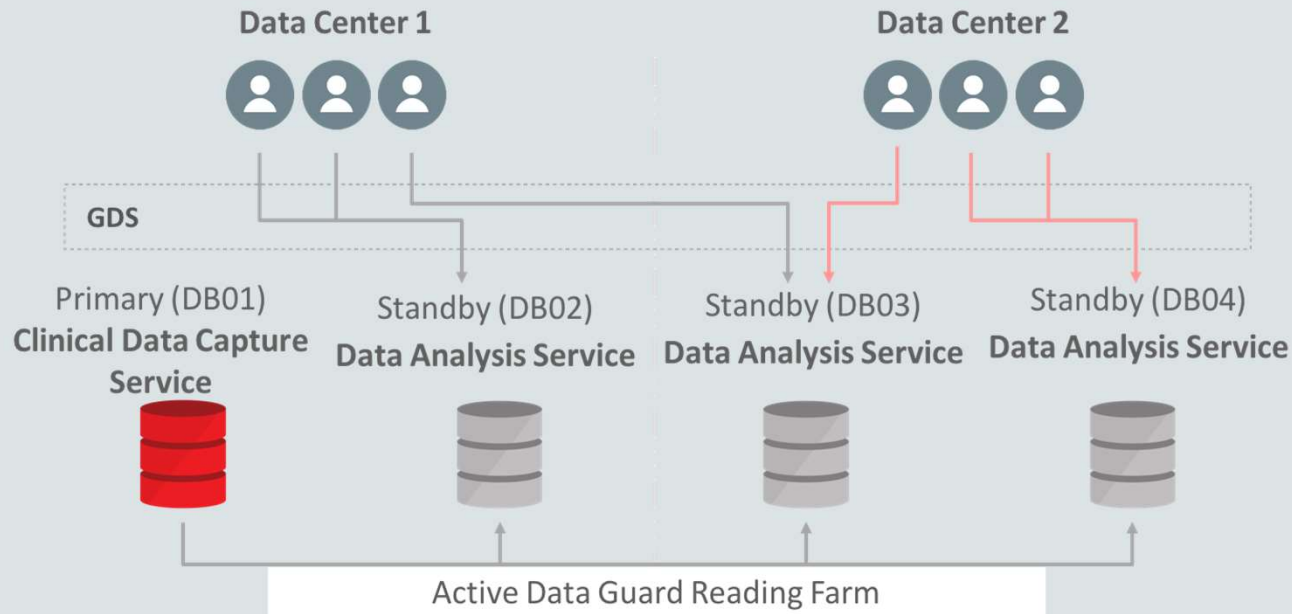 Data Center 1
Data Center 2
GDS
Primary (DB01)
Clinical Data Capture
Service
Standby (DB02)
Data Analysis Service
Standby (DB03)
Data Analysis Service
Standby (DB04)
Data Analysis Service
Active Data Guard Reading Farm